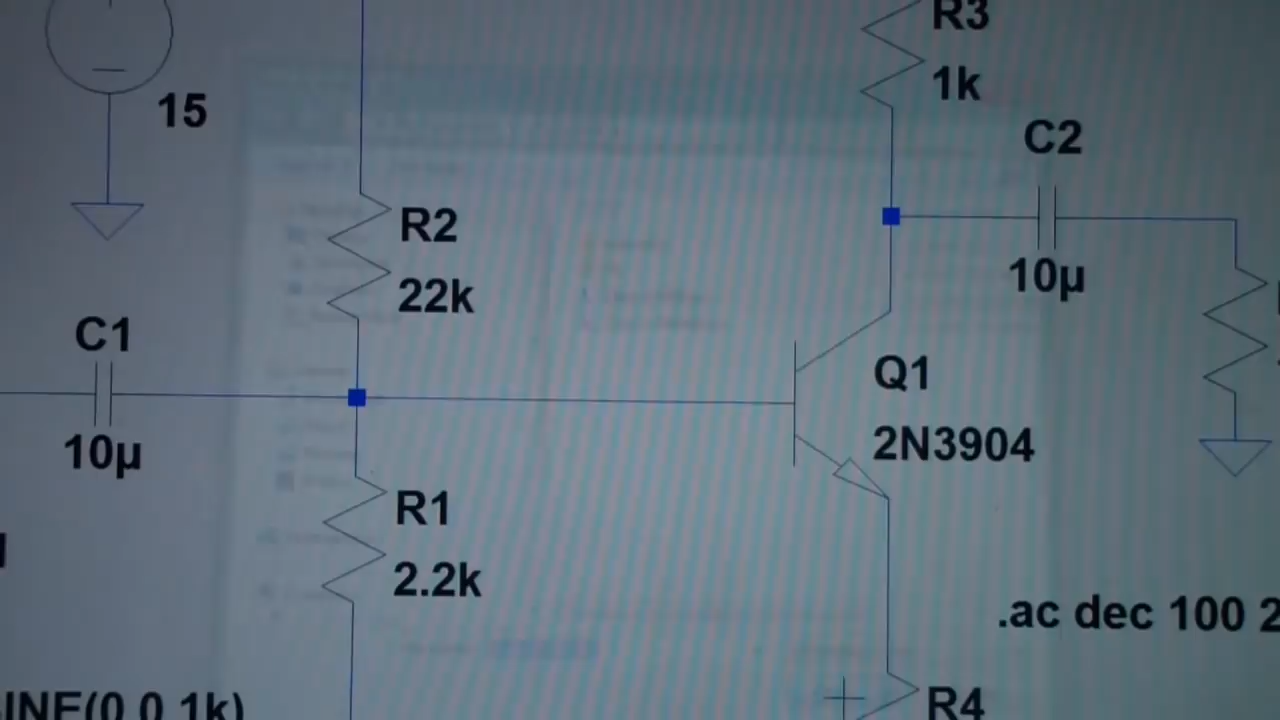 R3
1k
15
C2
R2
22k
10µ
C1
10µ
Q1
2N3904
R1
2.2k
.ac dec 100 2
INE(0 0 1k)
R4